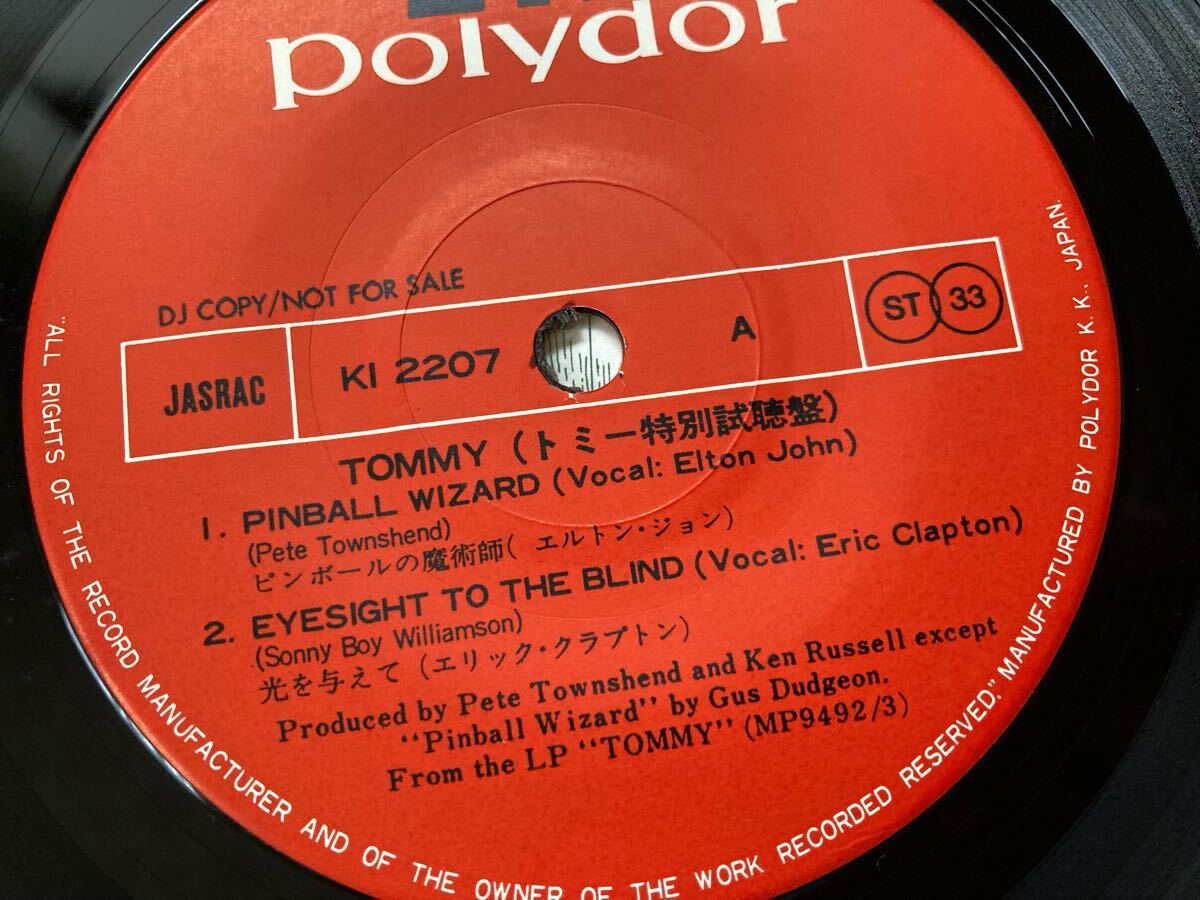 polydor
DJ COPY/NOT FOR SALE
JASRAC
KI 2207
A
ST 33
TOMMY (トミー特別試聴盤)
1. PINBALL WIZARD (Vocal: Elton John)
(Pete Townshend)
ピンボールの魔術師( エルトン・ジョン)
2. EYESIGHT TO THE BLIND (Vocal: Eric Clapton)
(Sonny Boy Williamson)
光を与えて (エリック・クラプトン)
Produced by Pete Townshend and Ken Russell except
"Pinball Wizard" by Gus Dudgeon.
From the LP "TOMMY" (MP9492/3)
"ALL RIGHTS OF THE RECORD MANUFACTURER AND OF THE OWNER OF THE WORK RECORDED RESERVED." MANUFACTURED BY POLYDOR K. K., JAPAN.